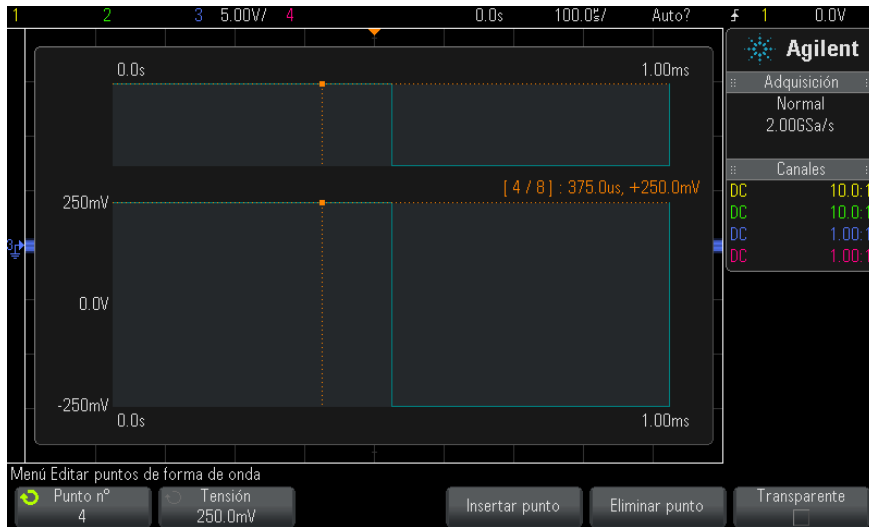 1 2 3 5.00V/ 4 0.0s 100.0s/ Auto? 1 0.0V
Agilent
0.0s 1.00ms
Adquisición
Normal
2.00GSa/s
[ 4 / 8 ] : 375.0us, +250.0mV
Canales
DC 10.0:1
DC 10.0:1
DC 1.00:1
DC 1.00:1
250mV
3
0.0V
-250mV
0.0s 1.00ms
Menú Editar puntos de forma de onda
Punto nº
4
Tensión
250.0mV
Insertar punto
Eliminar punto
Transparente